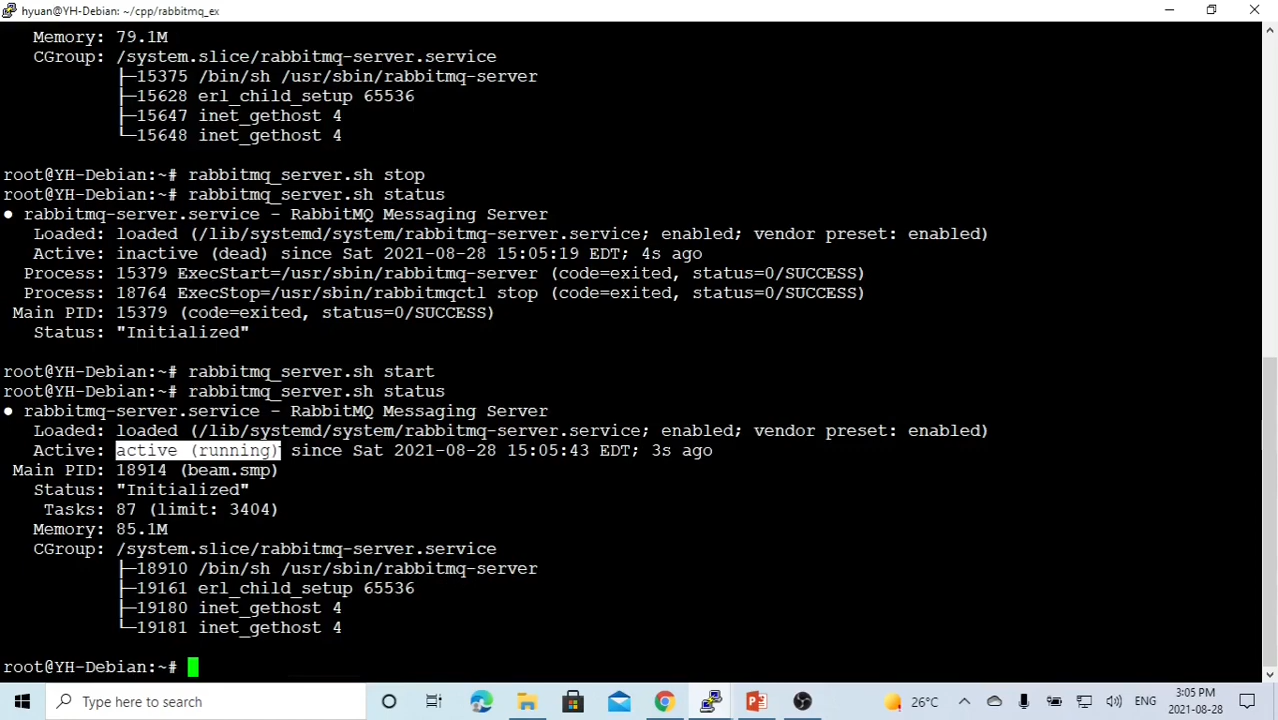 hyuan@YH-Debian: ~/cpp/rabbitmq_ex
Memory: 79.1M
CGroup: /system.slice/rabbitmq-server.service
├─15375 /bin/sh /usr/sbin/rabbitmq-server
├─15628 erl_child_setup 65536
├─15647 inet_gethost 4
└─15648 inet_gethost 4
root@YH-Debian:~# rabbitmq_server.sh stop
root@YH-Debian:~# rabbitmq_server.sh status
● rabbitmq-server.service - RabbitMQ Messaging Server
Loaded: loaded (/lib/systemd/system/rabbitmq-server.service; enabled; vendor preset: enabled)
Active: inactive (dead) since Sat 2021-08-28 15:05:19 EDT; 4s ago
Process: 15379 ExecStart=/usr/sbin/rabbitmq-server (code=exited, status=0/SUCCESS)
Process: 18764 ExecStop=/usr/sbin/rabbitmqctl stop (code=exited, status=0/SUCCESS)
Main PID: 15379 (code=exited, status=0/SUCCESS)
Status: "Initialized"
root@YH-Debian:~# rabbitmq_server.sh start
root@YH-Debian:~# rabbitmq_server.sh status
● rabbitmq-server.service - RabbitMQ Messaging Server
Loaded: loaded (/lib/systemd/system/rabbitmq-server.service; enabled; vendor preset: enabled)
Active: active (running) since Sat 2021-08-28 15:05:43 EDT; 3s ago
Main PID: 18914 (beam.smp)
Status: "Initialized"
Tasks: 87 (limit: 3404)
Memory: 85.1M
CGroup: /system.slice/rabbitmq-server.service
├─18910 /bin/sh /usr/sbin/rabbitmq-server
├─19161 erl_child_setup 65536
├─19180 inet_gethost 4
└─19181 inet_gethost 4
root@YH-Debian:~#
Type here to search
26°C
ENG
3:05 PM
2021-08-28